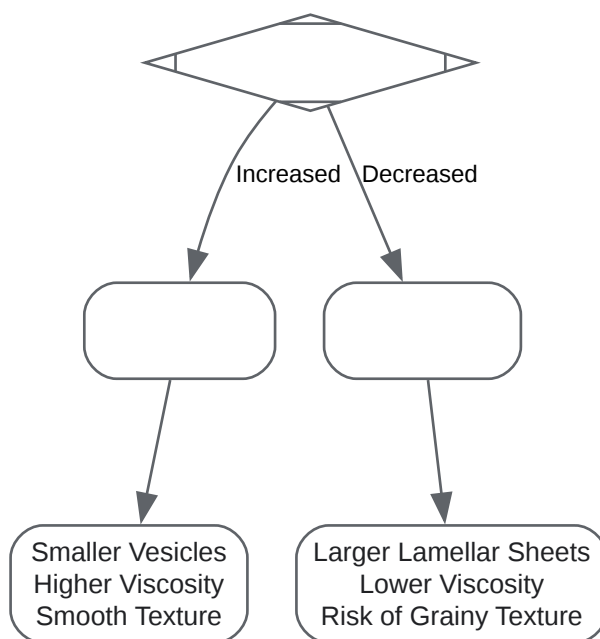 Increased
Decreased
Smaller Vesicles
Higher Viscosity
Smooth Texture
Larger Lamellar Sheets
Lower Viscosity
Risk of Grainy Texture